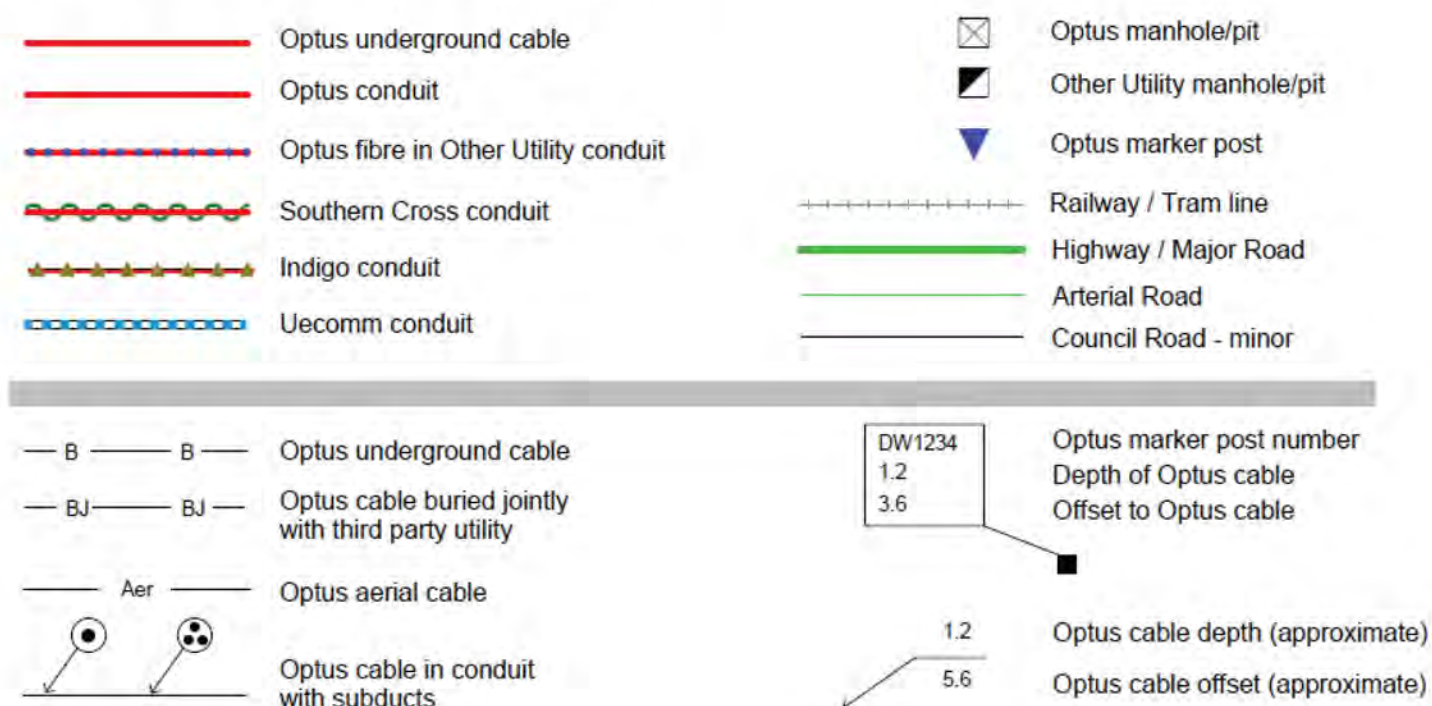 Optus underground cable
Optus conduit
Optus fibre in Other Utility conduit
Southern Cross conduit
Indigo conduit
Uecomm conduit
Optus manhole/pit
Other Utility manhole/pit
Optus marker post
Railway / Tram line
Highway / Major Road
Arterial Road
Council Road - minor
B B Optus underground cable
BJ BJ Optus cable buried jointly
with third party utility
Aer Optus aerial cable
Optus cable in conduit
with subducts
DW1234 Optus marker post number
1.2 Depth of Optus cable
3.6 Offset to Optus cable
1.2 Optus cable depth (approximate)
5.6 Optus cable offset (approximate)